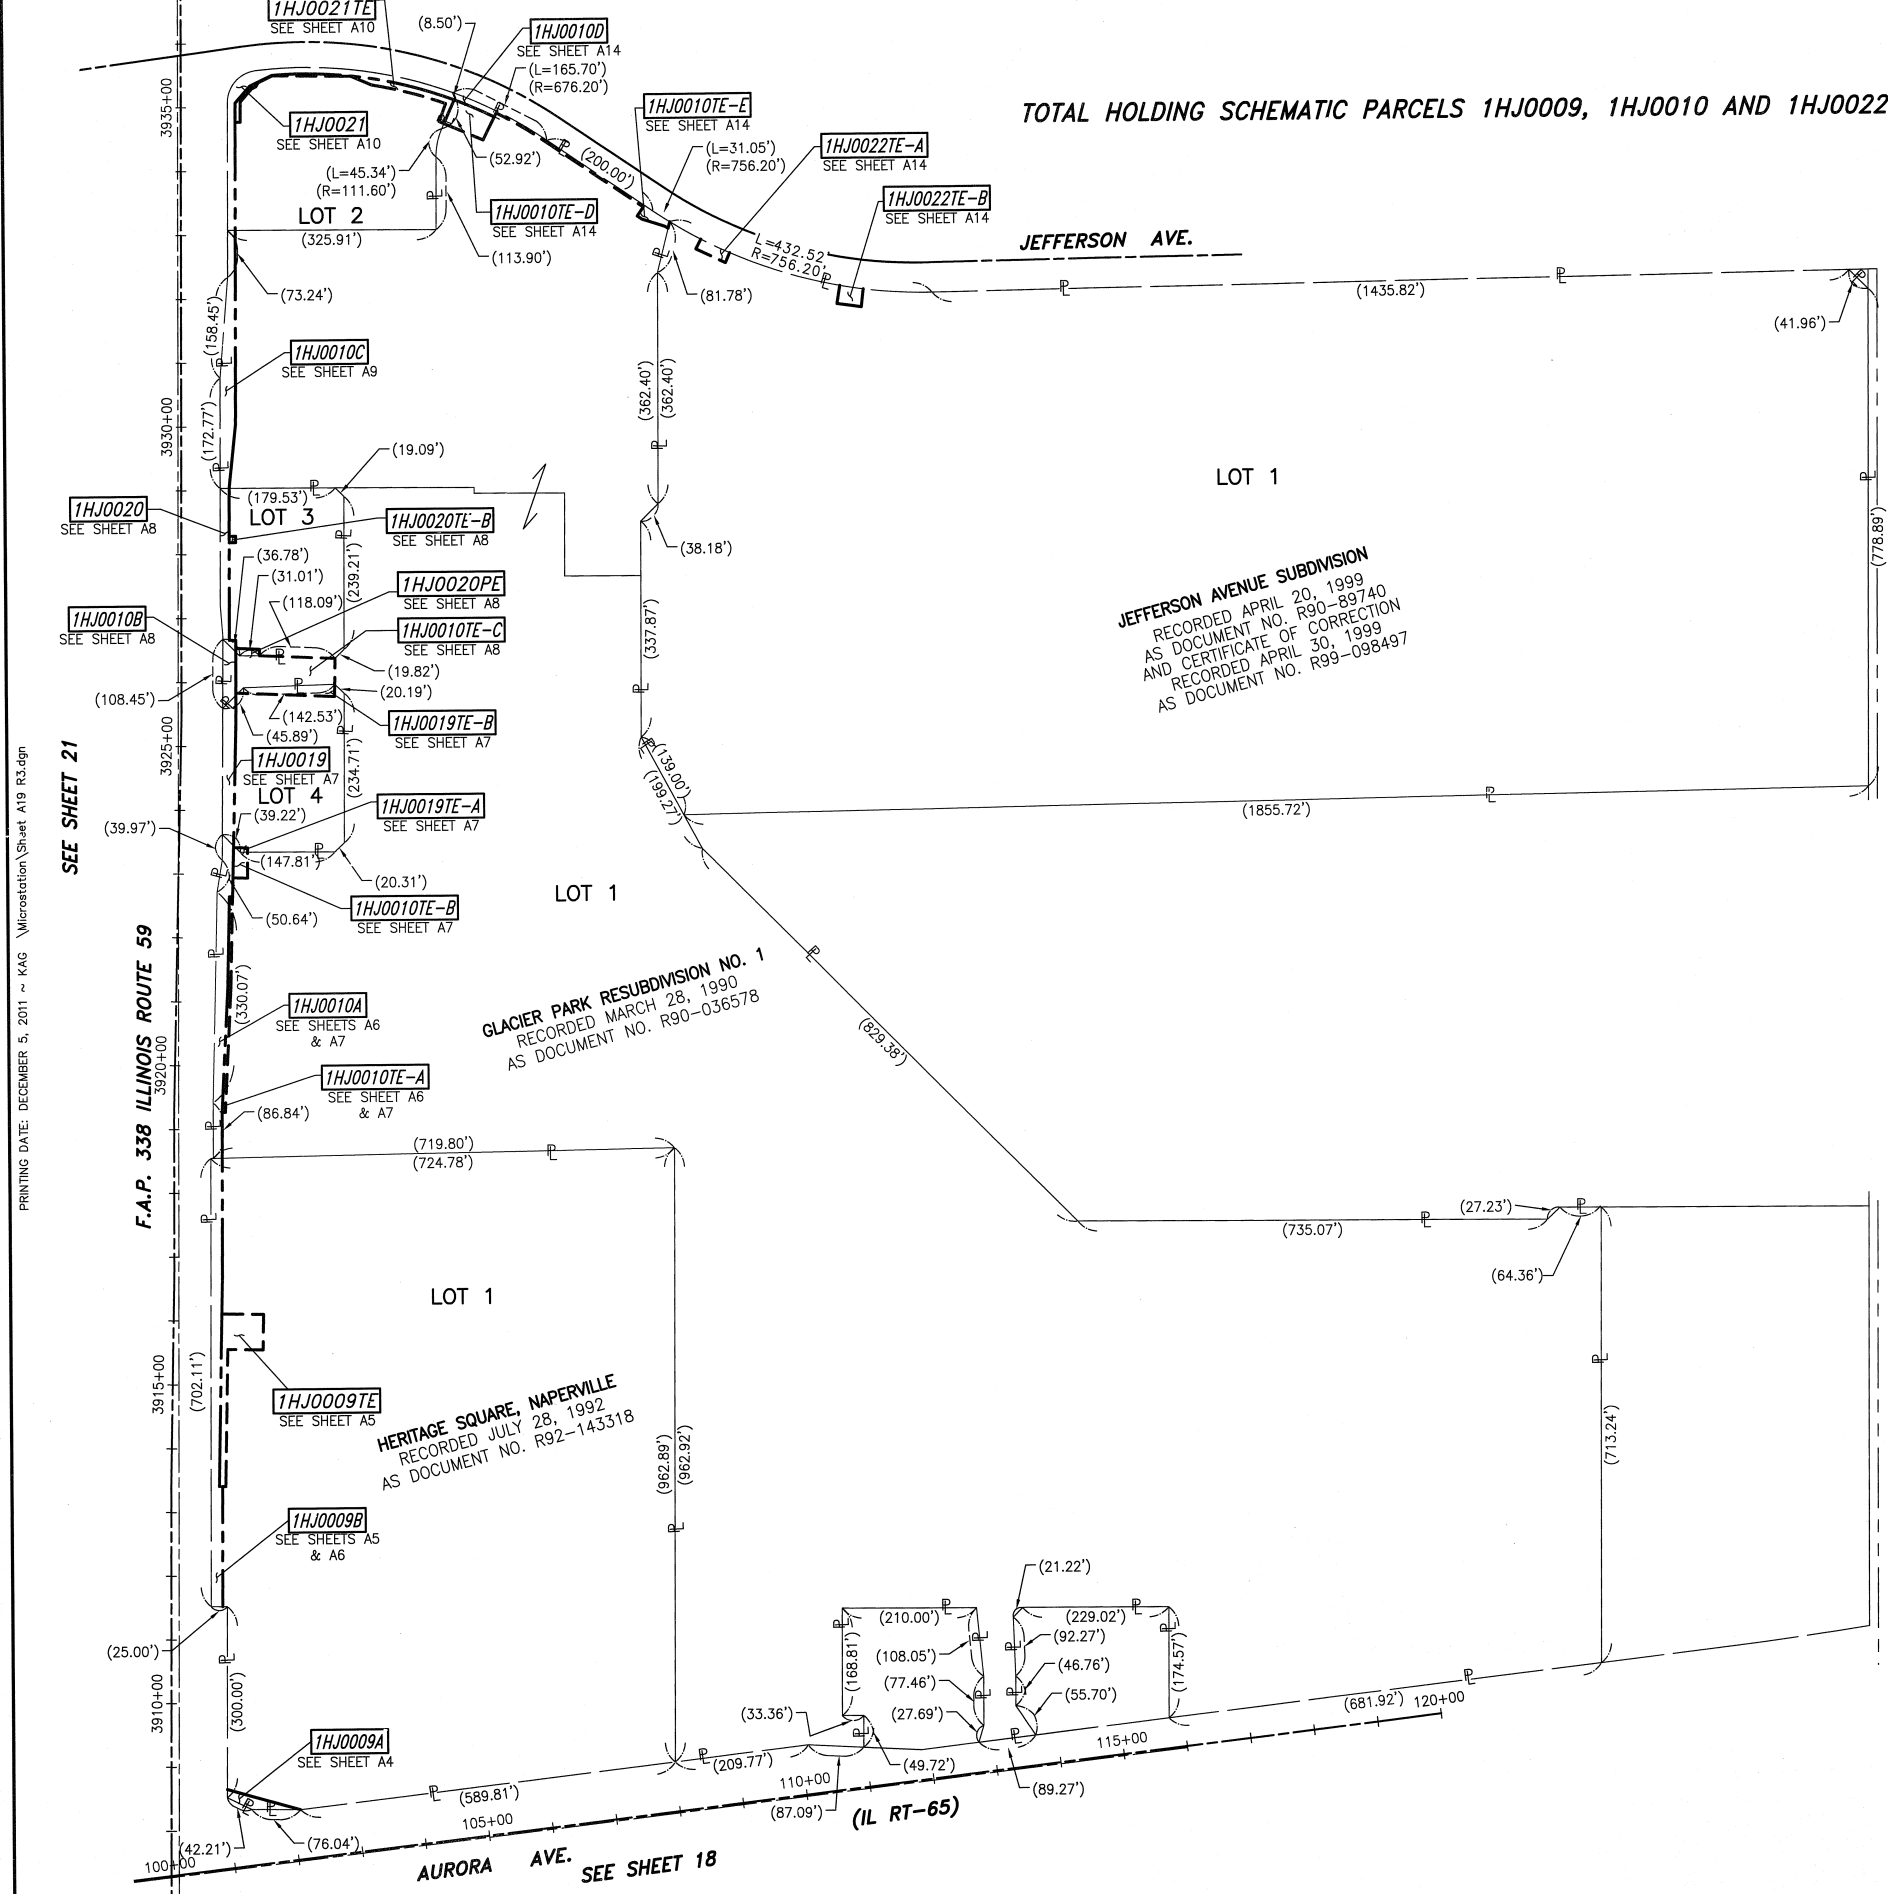 1HJ0021TE
SEE SHEET A10
(8.50')
1HJ0010D
SEE SHEET A14
(L=165.70')
(R=676.20')
TOTAL HOLDING SCHEMATIC PARCELS 1HJ0009, 1HJ0010 AND 1HJ0022
3935+00
1HJ0021
SEE SHEET A10
1HJ0010TE-E
SEE SHEET A14
(52.92')
(200.00')
(L=31.05')
(R=756.20')
1HJ0022TE-A
SEE SHEET A14
(L=45.34')
(R=111.60')
LOT 2
(325.91')
1HJ0010TE-D
SEE SHEET A14
(113.90')
1HJ0022TE-B
SEE SHEET A14
L=432.52'
R=756.20'
JEFFERSON AVE.
(73.24')
(81.78')
(1435.82')
(41.96')
(158.45')
1HJ0010C
SEE SHEET A9
(362.40')
(362.40')
(172.77')
3930+00
(19.09')
(179.53')
LOT 3
LOT 1
1HJ0020
SEE SHEET A8
1HJ0020TE-B
SEE SHEET A8
(38.18')
(778.89')
(36.78')
(31.01')
(118.09')
(239.21')
1HJ0020PE
SEE SHEET A8
JEFFERSON AVENUE SUBDIVISION
RECORDED APRIL 20, 1999
AS DOCUMENT NO. R90-89740
AND CERTIFICATE OF CORRECTION
RECORDED APRIL 30, 1999
AS DOCUMENT NO. R99-098497
1HJ0010B
SEE SHEET A8
1HJ0010TE-C
SEE SHEET A8
(337.87')
(19.82')
(20.19')
(108.45')
(142.53')
(45.89')
1HJ0019TE-B
SEE SHEET A7
3925+00
1HJ0019
SEE SHEET A7
LOT 4
(234.71')
(139.00')
(199.27')
SEE SHEET 21
(39.22')
1HJ0019TE-A
SEE SHEET A7
(1855.72')
(39.97')
(147.81')
(20.31')
LOT 1
1HJ0010TE-B
SEE SHEET A7
(50.64')
PRINTING DATE: DECEMBER 5, 2011 ~ KAG \Microstation\Sheet A19 R3.dgn
F.A.P. 338 ILLINOIS ROUTE 59
(330.07')
GLACIER PARK RESUBDIVISION NO. 1
RECORDED MARCH 28, 1990
AS DOCUMENT NO. R90-036578
1HJ0010A
SEE SHEETS A6
& A7
(829.38')
3920+00
1HJ0010TE-A
SEE SHEET A6
& A7
(86.84')
(719.80')
(724.78')
(27.23')
(735.07')
(64.36')
LOT 1
3915+00
(702.11')
1HJ0009TE
SEE SHEET A5
HERITAGE SQUARE, NAPERVILLE
RECORDED JULY 28, 1992
AS DOCUMENT NO. R92-143318
(962.89')
(962.92')
(713.24')
1HJ0009B
SEE SHEETS A5
& A6
(21.22')
(210.00')
(229.02')
(25.00')
(92.27')
(108.05')
(168.81')
(46.76')
(174.57')
(77.46')
(55.70')
3910+00
(300.00')
(681.92')
120+00
(33.36')
(27.69')
1HJ0009A
SEE SHEET A4
115+00
(209.77')
(49.72')
110+00
(89.27')
(589.81')
(87.09')
(IL RT-65)
105+00
(42.21')
(76.04')
100+00
AURORA AVE.
SEE SHEET 18